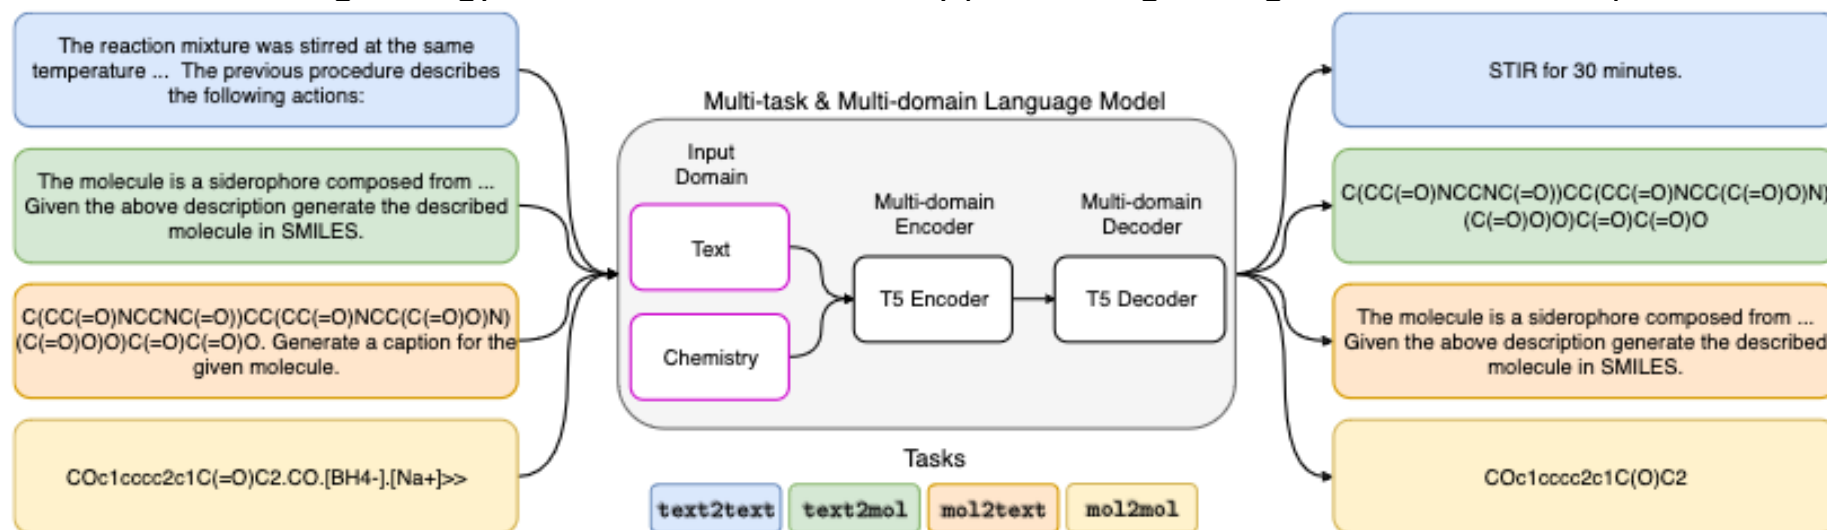 The reaction mixture was stirred at the same
temperature ... The previous procedure describes
the following actions:
The molecule is a siderophore composed from ...
Given the above description generate the described
molecule in SMILES.
C(CC(=O)NCCNC(=O))CC(CC(=O)NCC(C(=O)O)N)
(C(=O)O)O)C(=O)C(=O)O. Generate a caption for the
given molecule.
COc1cccc2c1C(=O)C2.CO.[BH4-].[Na+]>>
Multi-task & Multi-domain Language Model
Input
Domain
Text
Chemistry
Multi-domain
Encoder
T5 Encoder
Multi-domain
Decoder
T5 Decoder
Tasks
text2text
text2mol
mol2text
mol2mol
STIR for 30 minutes.
C(CC(=O)NCCNC(=O))CC(CC(=O)NCC(C(=O)O)N)
(C(=O)O)O)C(=O)C(=O)O
The molecule is a siderophore composed from ...
Given the above description generate the described
molecule in SMILES.
COc1cccc2c1C(O)C2